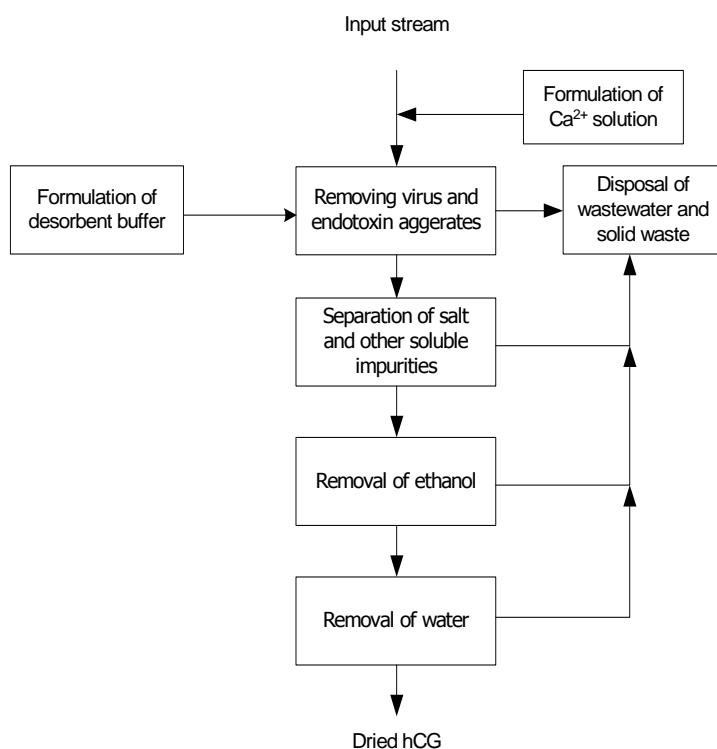 Input stream
Formulation of
Ca²⁺ solution
Formulation of
desorbent buffer
Removing virus and
endotoxin aggerates
Disposal of
wastewater and
solid waste
Separation of salt
and other soluble
impurities
Removal of ethanol
Removal of water
Dried hCG